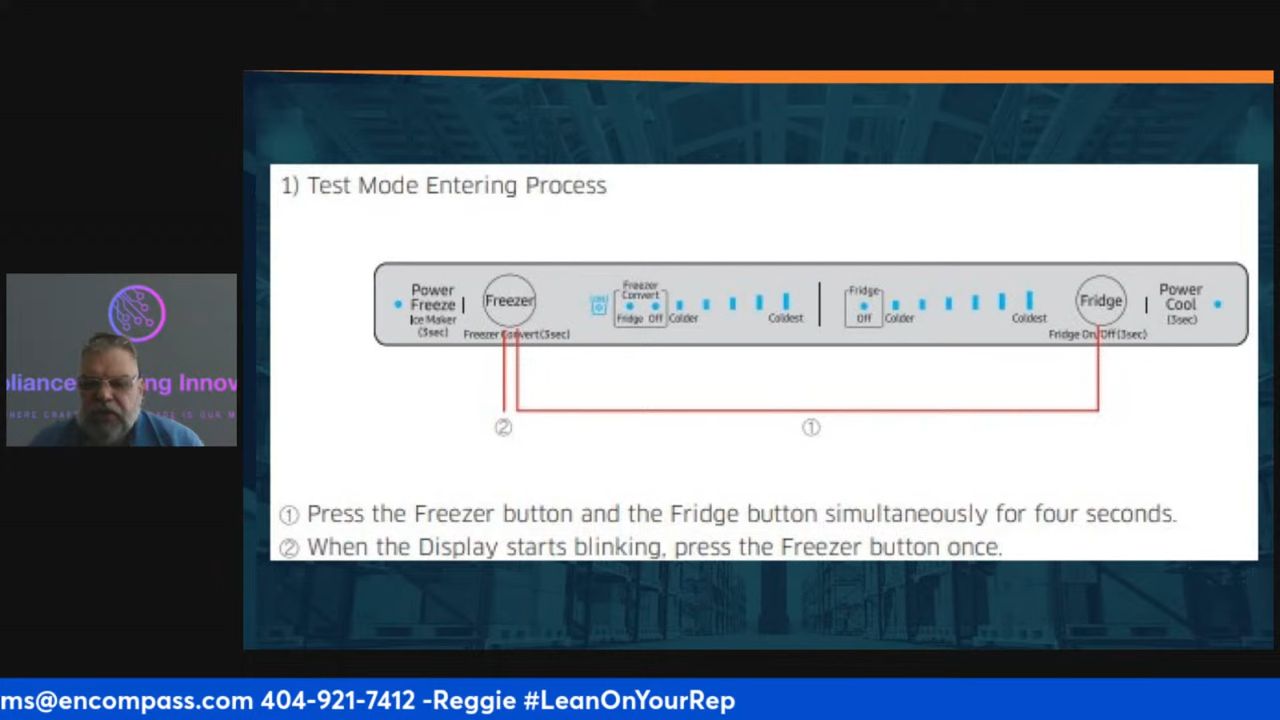 1) Test Mode Entering Process
Power
Freeze
Ice Maker
(3sec)
Freezer
Freezer Convert(3sec)
Freezer
Convert
Fridge Off
Colder
Coldest
Fridge
Off
Colder
Coldest
Fridge
Fridge On/Off(3sec)
Power
Cool
(3sec)
② ①
① Press the Freezer button and the Fridge button simultaneously for four seconds.
② When the Display starts blinking, press the Freezer button once.
pliance
ng Innov
ms@encompass.com 404-921-7412 -Reggie #LeanOnYourRep